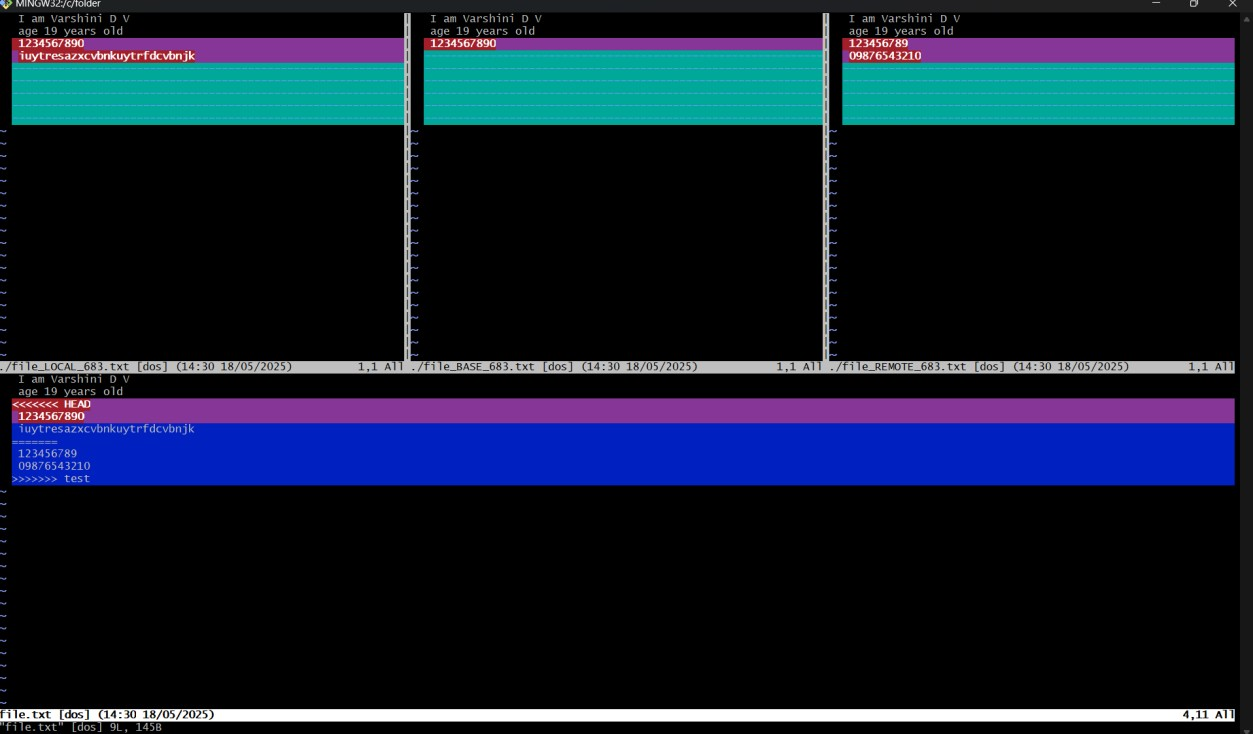 MINGW32:/c/folder
I am Varshini D V
age 19 years old
1234567890
iuytresazxcvbnkuytrfdcvbnjk
./file_LOCAL_683.txt [dos] (14:30 18/05/2025) 1,1 All
I am Varshini D V
age 19 years old
1234567890
./file_BASE_683.txt [dos] (14:30 18/05/2025) 1,1 All
I am Varshini D V
age 19 years old
123456789
09876543210
./file_REMOTE_683.txt [dos] (14:30 18/05/2025) 1,1 All
I am Varshini D V
age 19 years old
<<<<<<< HEAD
1234567890
iuytresazxcvbnkuytrfdcvbnjk
=======
123456789
09876543210
>>>>>>> test
file.txt [dos] (14:30 18/05/2025) 4,11 All
"file.txt" [dos] 9L, 145B